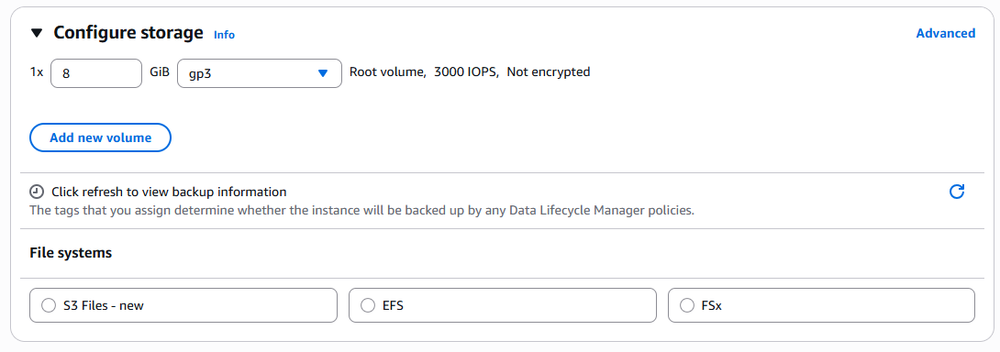 Configure storage Info Advanced
1x 8 GiB gp3 Root volume, 3000 IOPS, Not encrypted
Add new volume
Click refresh to view backup information
The tags that you assign determine whether the instance will be backed up by any Data Lifecycle Manager policies.
File systems
S3 Files - new EFS FSx